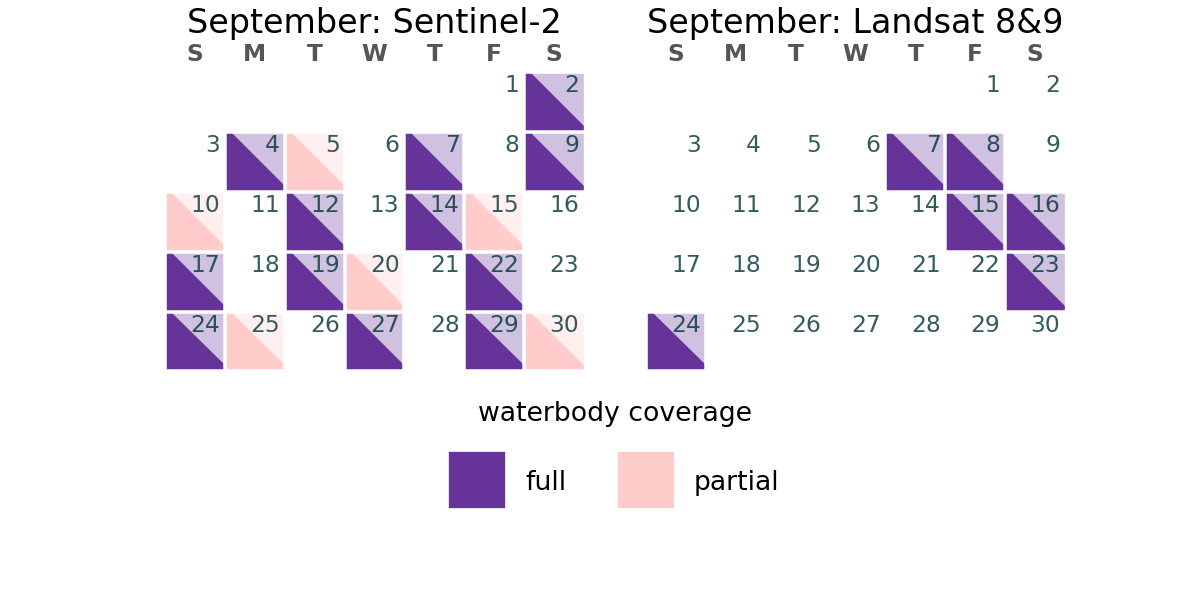 September: Sentinel-2
S M T W T F S
1 2
3 4 5 6 7 8 9
10 11 12 13 14 15 16
17 18 19 20 21 22 23
24 25 26 27 28 29 30
September: Landsat 8&9
S M T W T F S
1 2
3 4 5 6 7 8 9
10 11 12 13 14 15 16
17 18 19 20 21 22 23
24 25 26 27 28 29 30
waterbody coverage
full partial